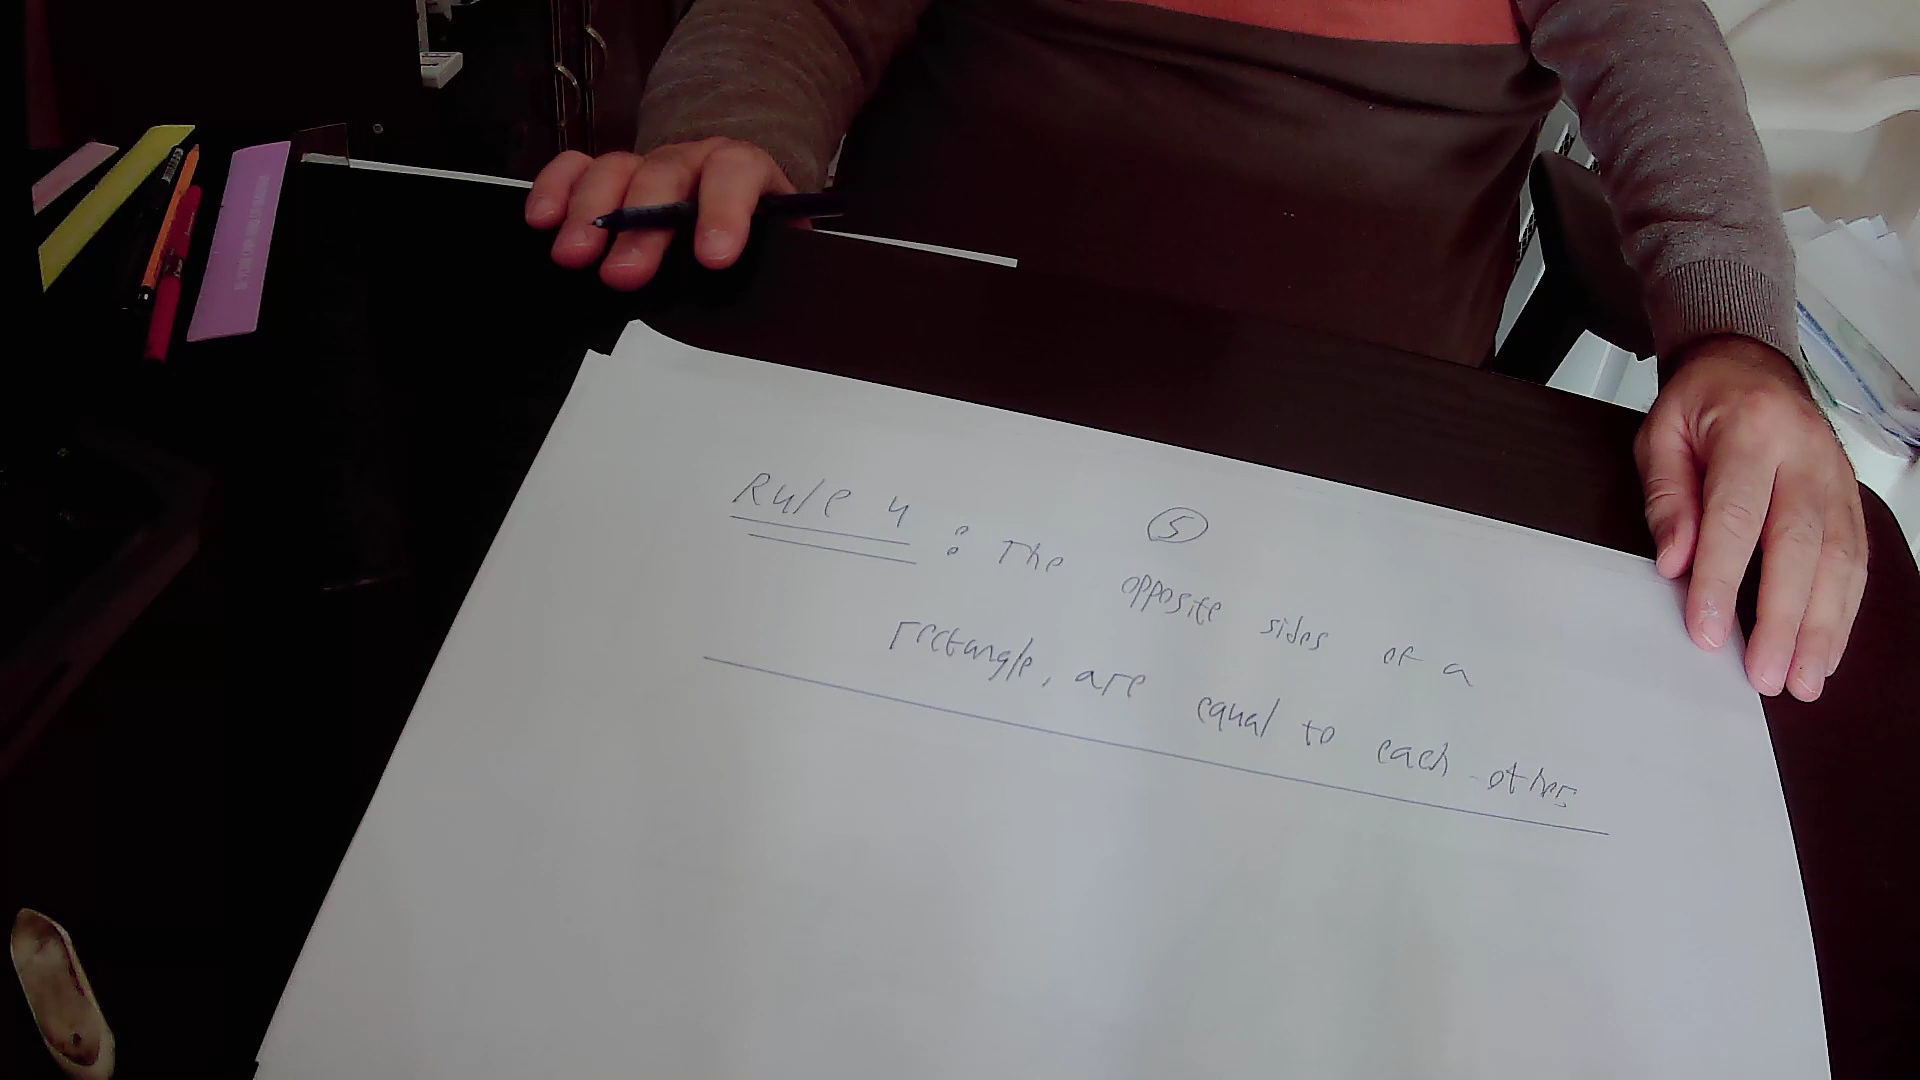 5
Rule 4 : The opposite sides of a
rectangle, are equal to each other.